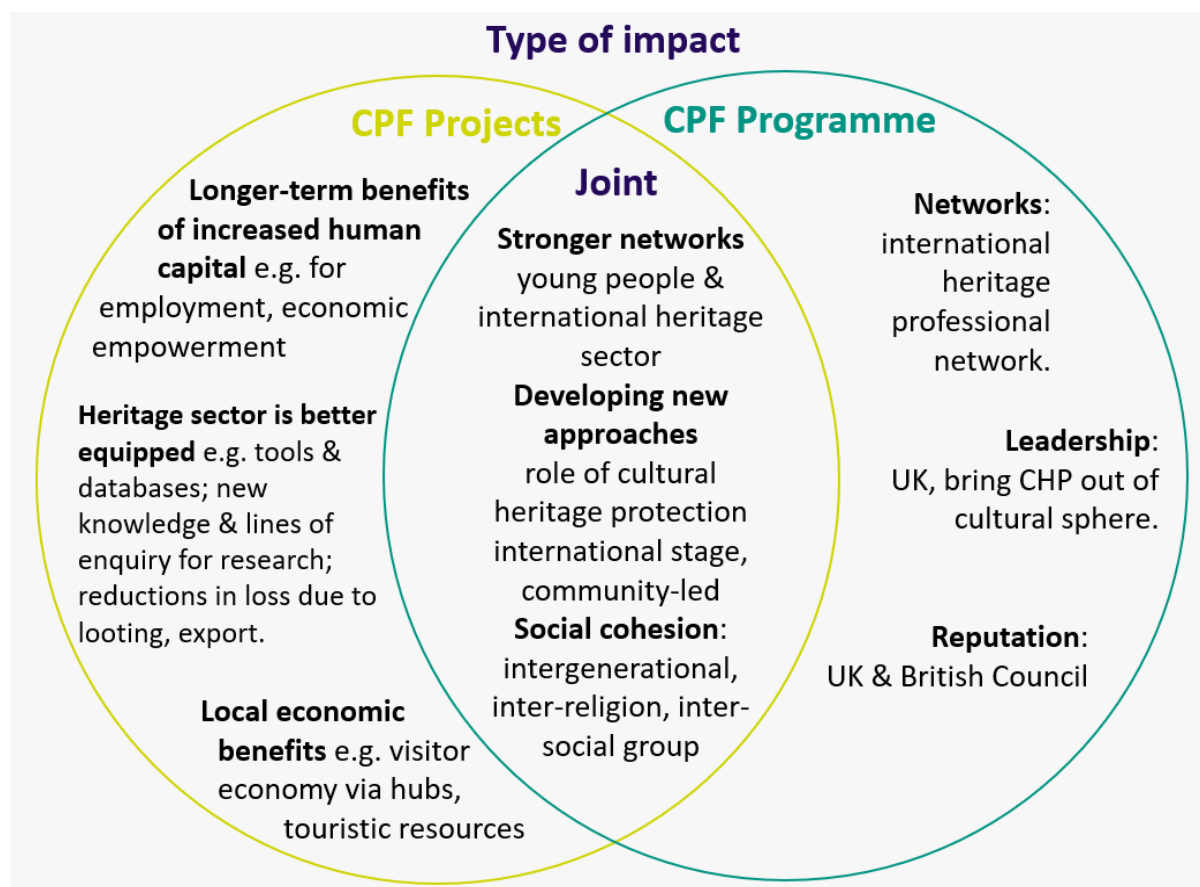 Type of impact
CPF Projects
Longer-term benefits
of increased human
capital e.g. for
employment, economic
empowerment
Heritage sector is better
equipped e.g. tools &
databases; new
knowledge & lines of
enquiry for research;
reductions in loss due to
looting, export.
Local economic
benefits e.g. visitor
economy via hubs,
touristic resources
Joint
Stronger networks
young people &
international heritage
sector
Developing new
approaches
role of cultural
heritage protection
international stage,
community-led
Social cohesion:
intergenerational,
inter-religion, inter-
social group
CPF Programme
Networks:
international
heritage
professional
network.
Leadership:
UK, bring CHP out of
cultural sphere.
Reputation:
UK & British Council